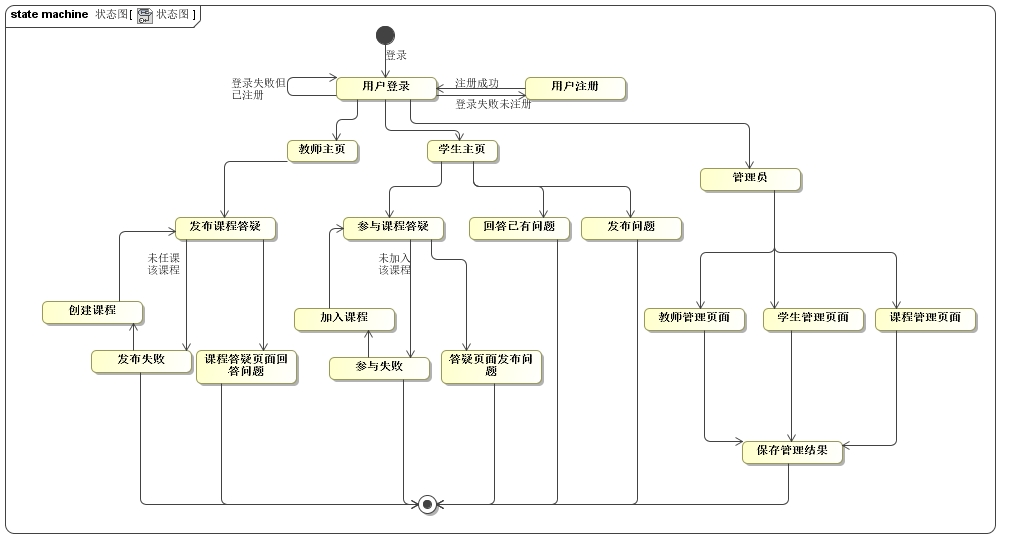 state machine 状态图[ 状态图 ]
登录
登录失败但
已注册
用户登录
注册成功
用户注册
登录失败未注册
教师主页
学生主页
管理员
发布课程答疑
参与课程答疑
回答已有问题
发布问题
未任课
该课程
未加入
该课程
创建课程
加入课程
教师管理页面
学生管理页面
课程管理页面
发布失败
课程答疑页面回
答问题
参与失败
答疑页面发布问
题
保存管理结果